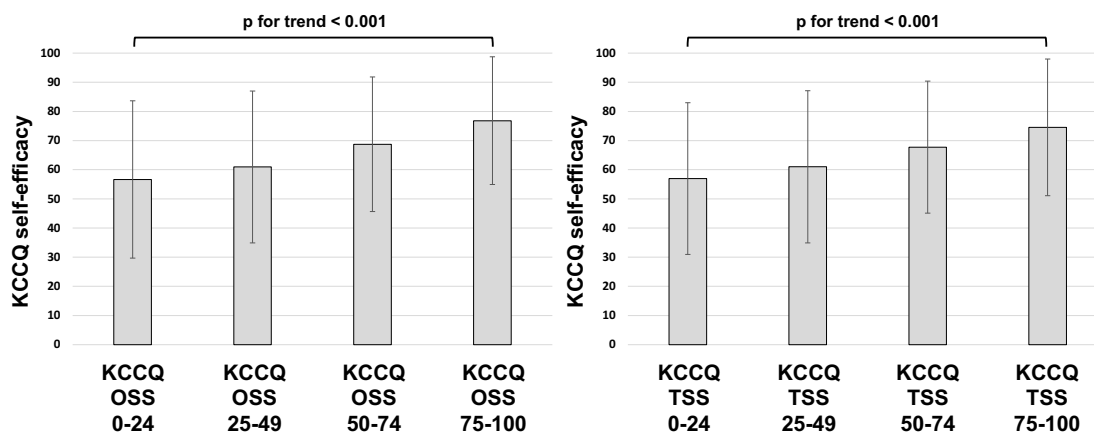 p for trend < 0.001
KCCQ self-efficacy
100
90
80
70
60
50
40
30
20
10
0
KCCQ OSS 0-24
KCCQ OSS 25-49
KCCQ OSS 50-74
KCCQ OSS 75-100
p for trend < 0.001
KCCQ self-efficacy
100
90
80
70
60
50
40
30
20
10
0
KCCQ TSS 0-24
KCCQ TSS 25-49
KCCQ TSS 50-74
KCCQ TSS 75-100